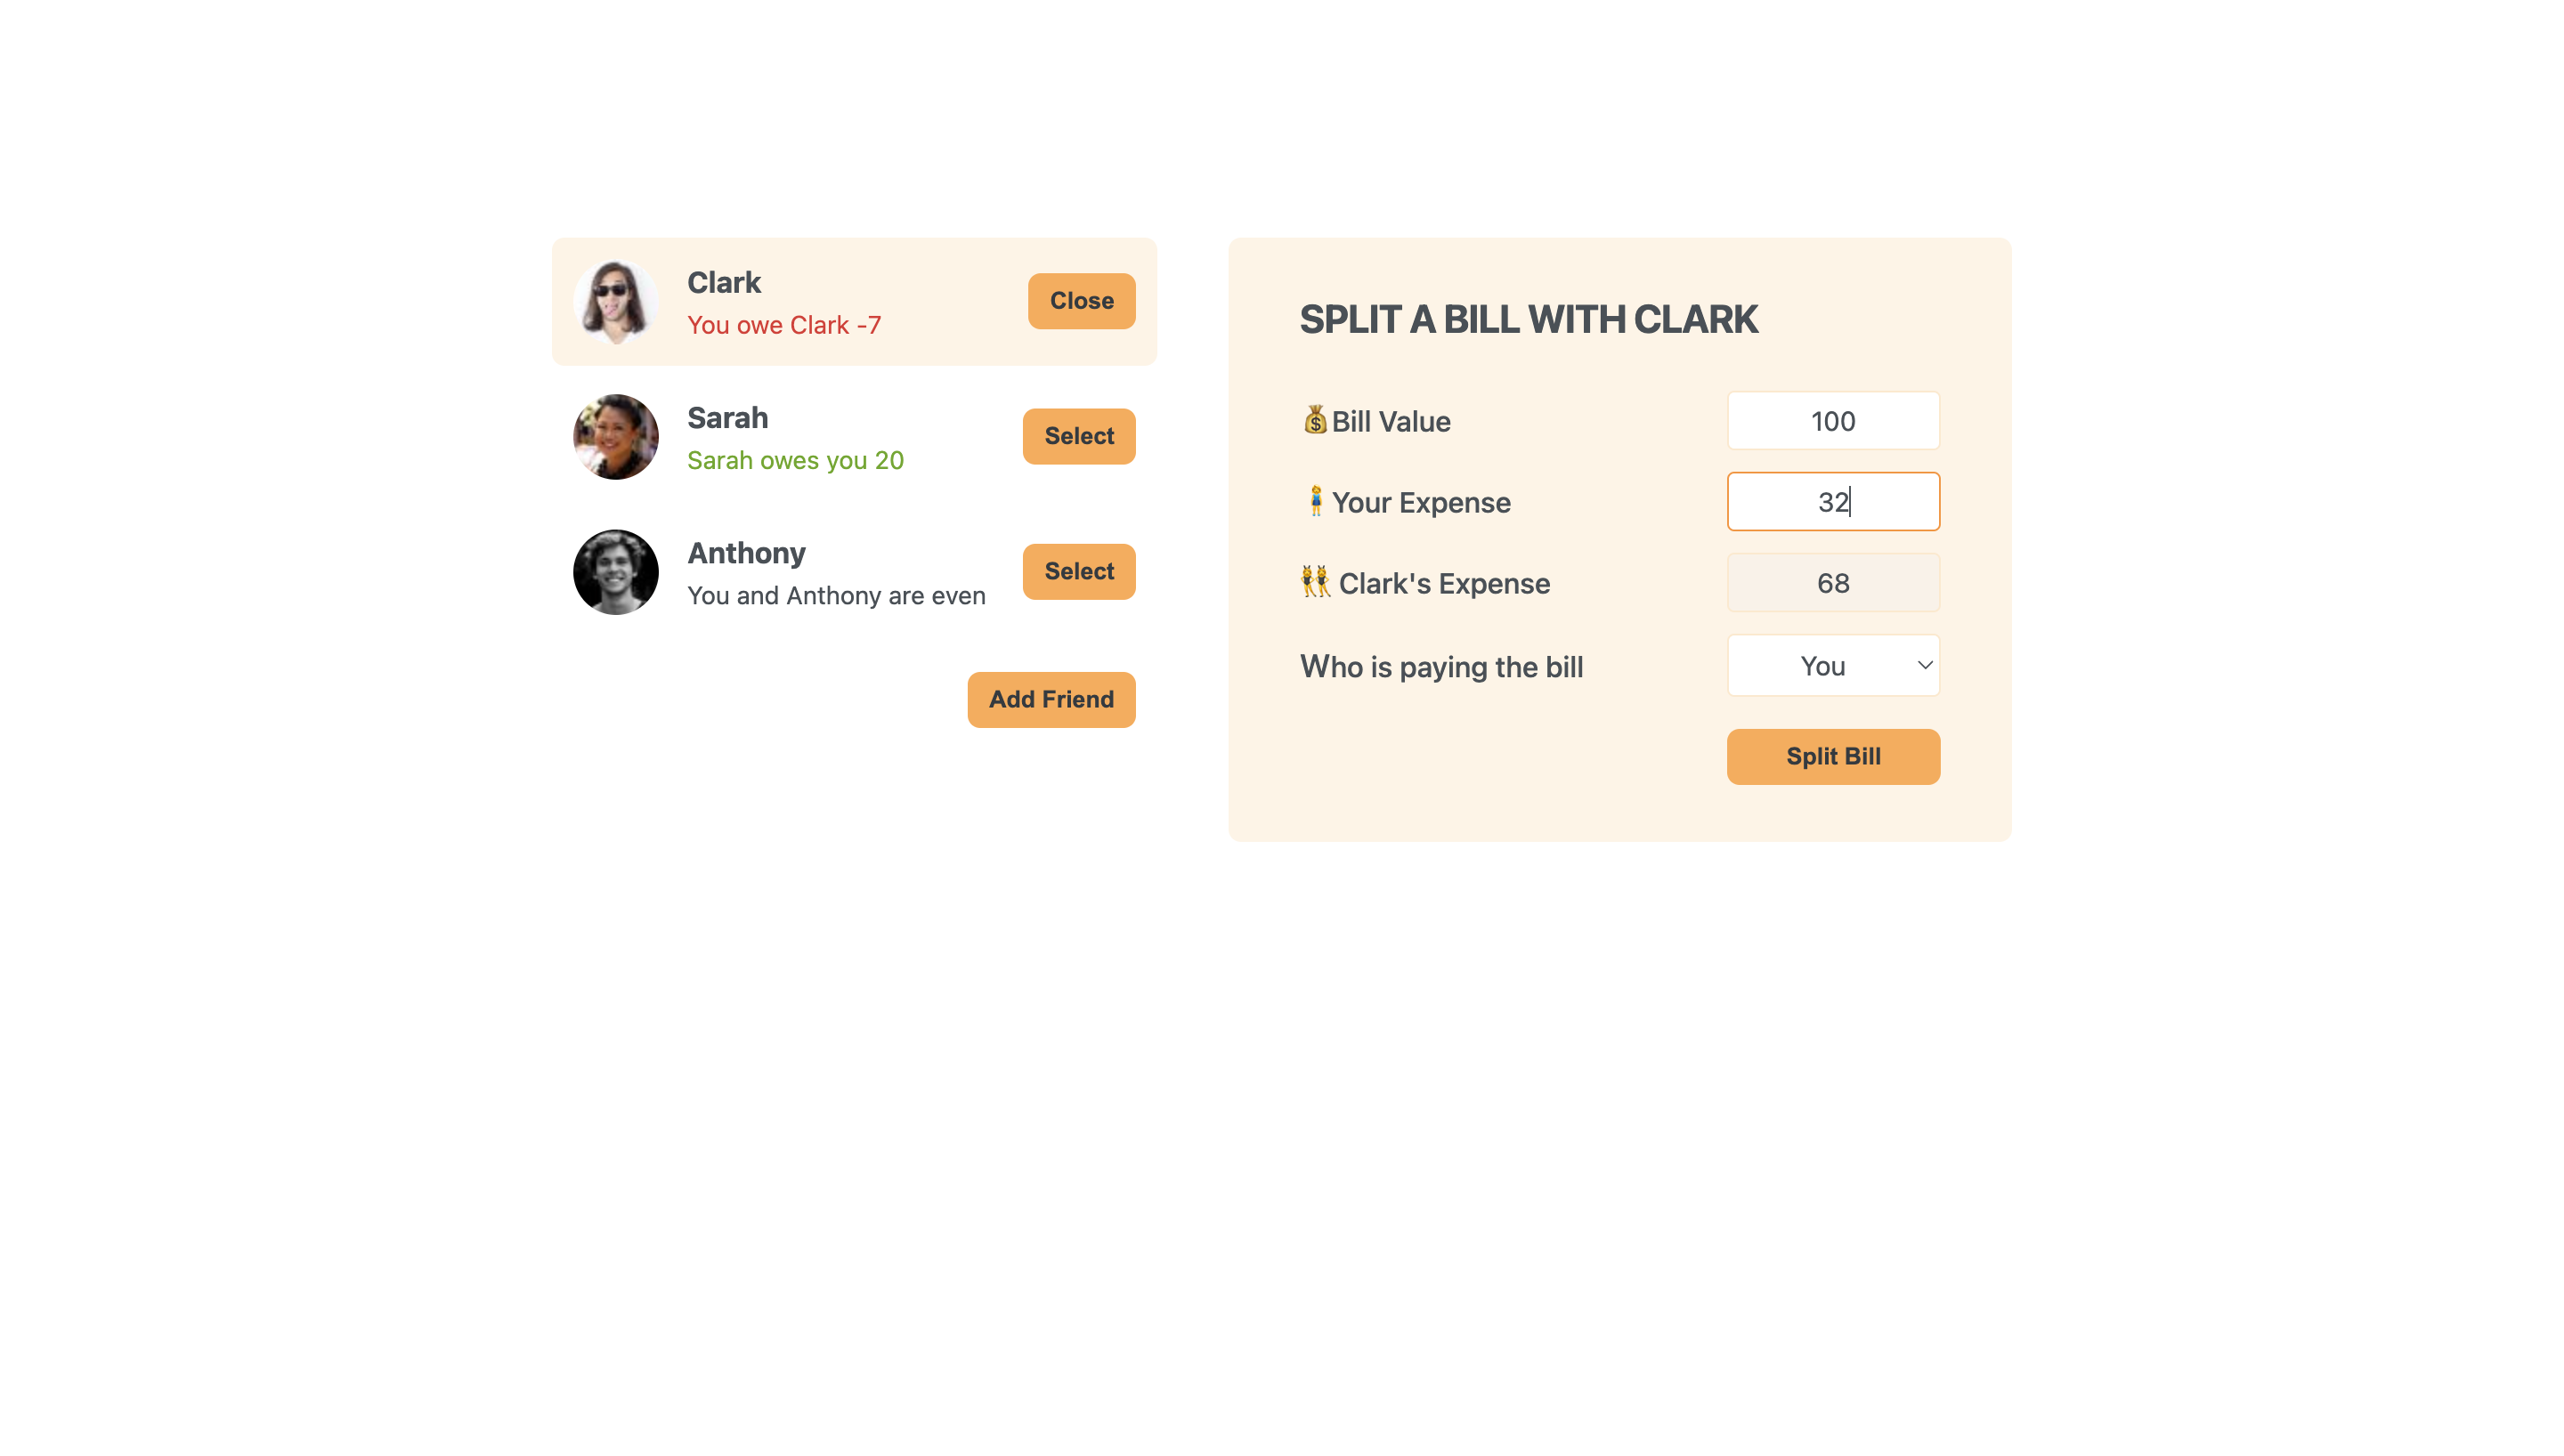 Clark
You owe Clark -7
Close
Sarah
Sarah owes you 20
Select
Anthony
You and Anthony are even
Select
Add Friend
SPLIT A BILL WITH CLARK
💰Bill Value
100
🧍‍♀️Your Expense
32
👯 Clark's Expense
68
Who is paying the bill
You
Split Bill